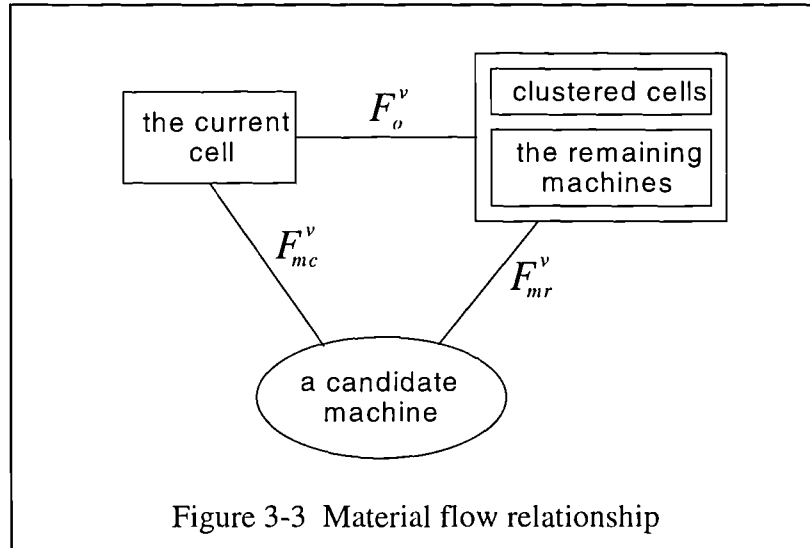 the current
cell
F_o^v
clustered cells
the remaining
machines
F_mc^v
F_mr^v
a candidate
machine
Figure 3-3 Material flow relationship